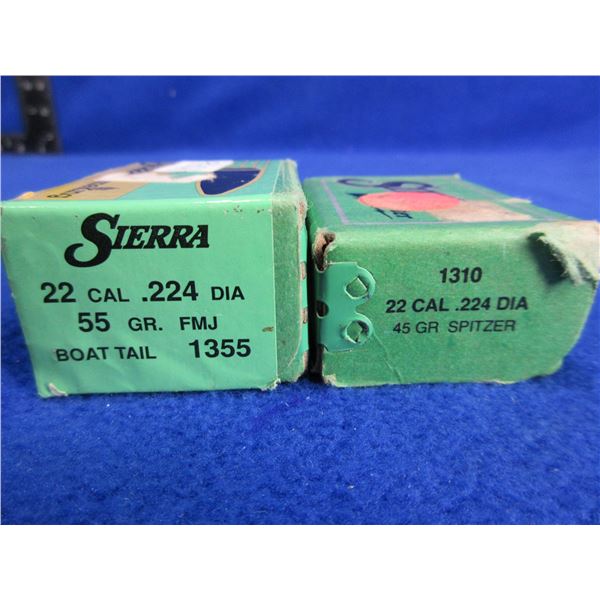 SIERRA
22 CAL .224 DIA
55 GR. FMJ
BOAT TAIL 1355
1310
22 CAL .224 DIA
45 GR SPITZER